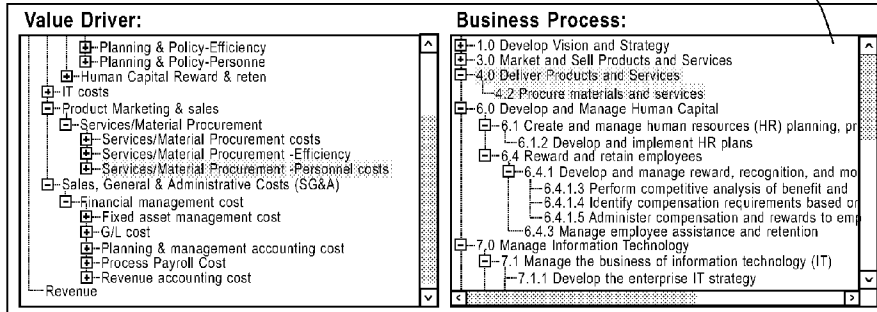 Value Driver:
Planning & Policy-Efficiency
Planning & Policy-Personne
Human Capital Reward & reten
IT costs
Product Marketing & sales
Services/Material Procurement
Services/Material Procurement costs
Services/Material Procurement -Efficiency
Services/Material Procurement -Personnel costs
Sales, General & Administrative Costs (SG&A)
Financial management cost
Fixed asset management cost
G/L cost
Planning & management accounting cost
Process Payroll Cost
Revenue accounting cost
Revenue
Business Process:
1.0 Develop Vision and Strategy
3.0 Market and Sell Products and Services
4.0 Deliver Products and Services
4.2 Procure materials and services
6.0 Develop and Manage Human Capital
6.1 Create and manage human resources (HR) planning, pr
6.1.2 Develop and implement HR plans
6.4 Reward and retain employees
6.4.1 Develop and manage reward, recognition, and mo
6.4.1.3 Perform competitive analysis of benefit and
6.4.1.4 Identify compensation requirements based or
6.4.1.5 Administer compensation and rewards to emp
6.4.3 Manage employee assistance and retention
7.0 Manage Information Technology
7.1 Manage the business of information technology (IT)
7.1.1 Develop the enterprise IT strategy